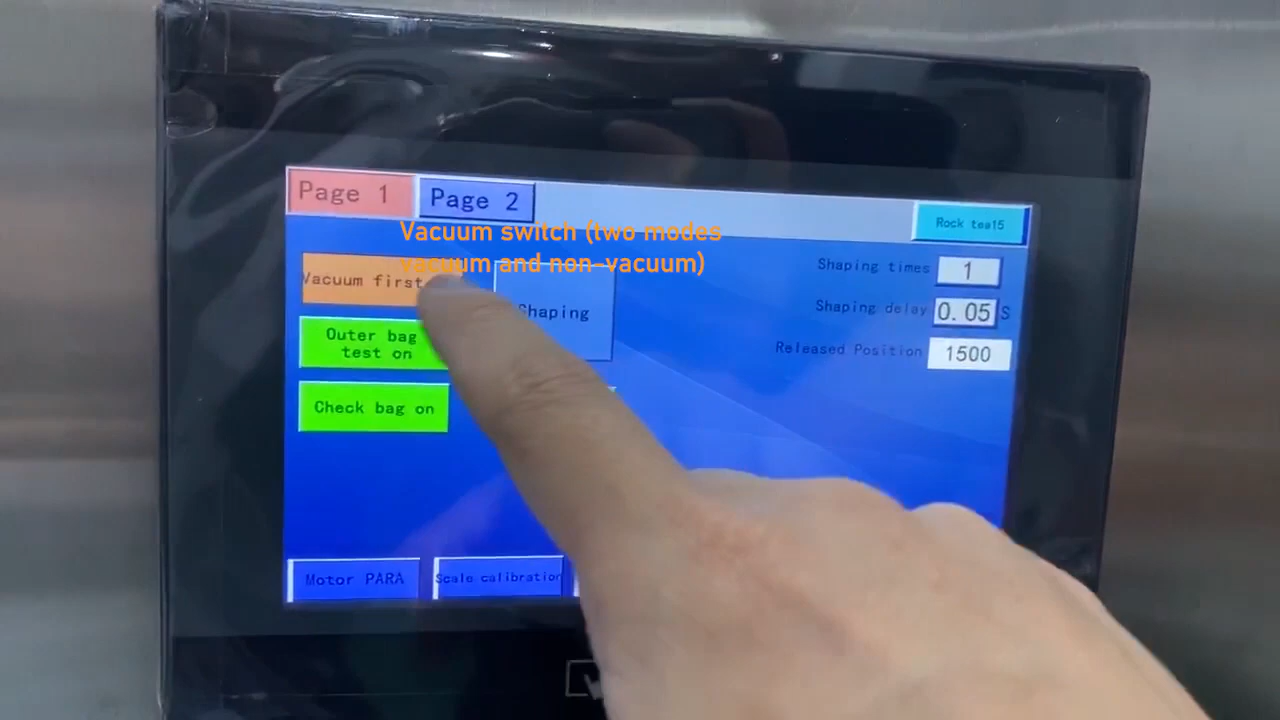 Page 1
Page 2
Rock tea15
Vacuum switch (two modes
vacuum and non-vacuum)
Vacuum first
Shaping
Shaping times
1
Shaping delay
0.05 S
Released Position
1500
Outer bag
test on
Check bag on
Motor PARA
Scale calibration